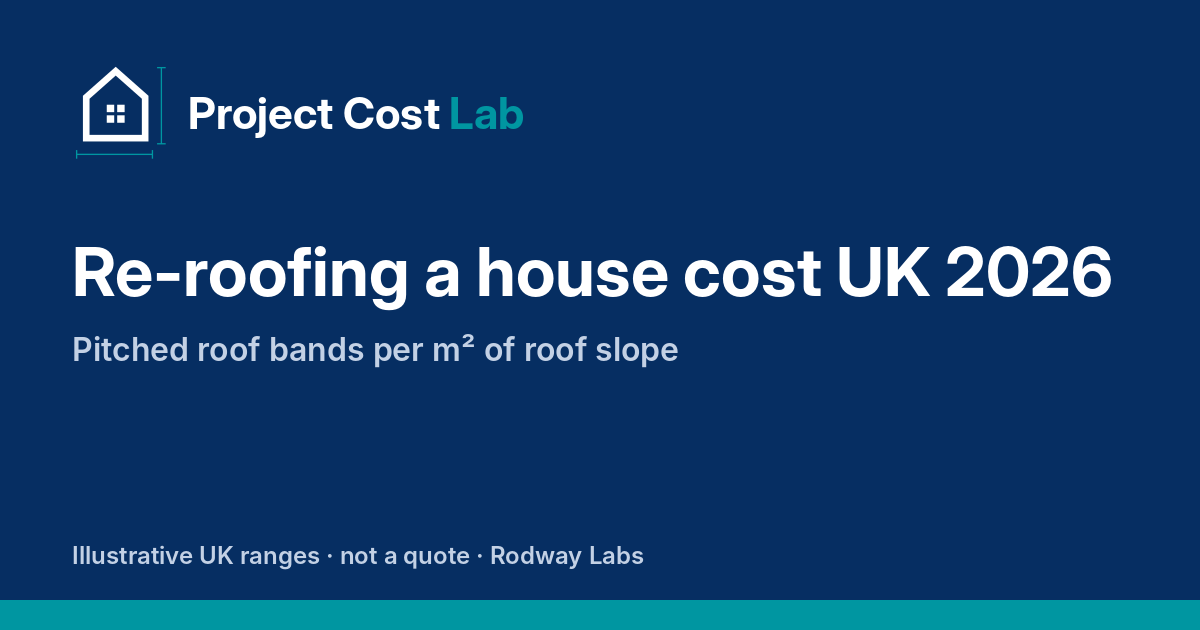 Project Cost Lab
Re-roofing a house cost UK 2026
Pitched roof bands per m² of roof slope
Illustrative UK ranges · not a quote · Rodway Labs